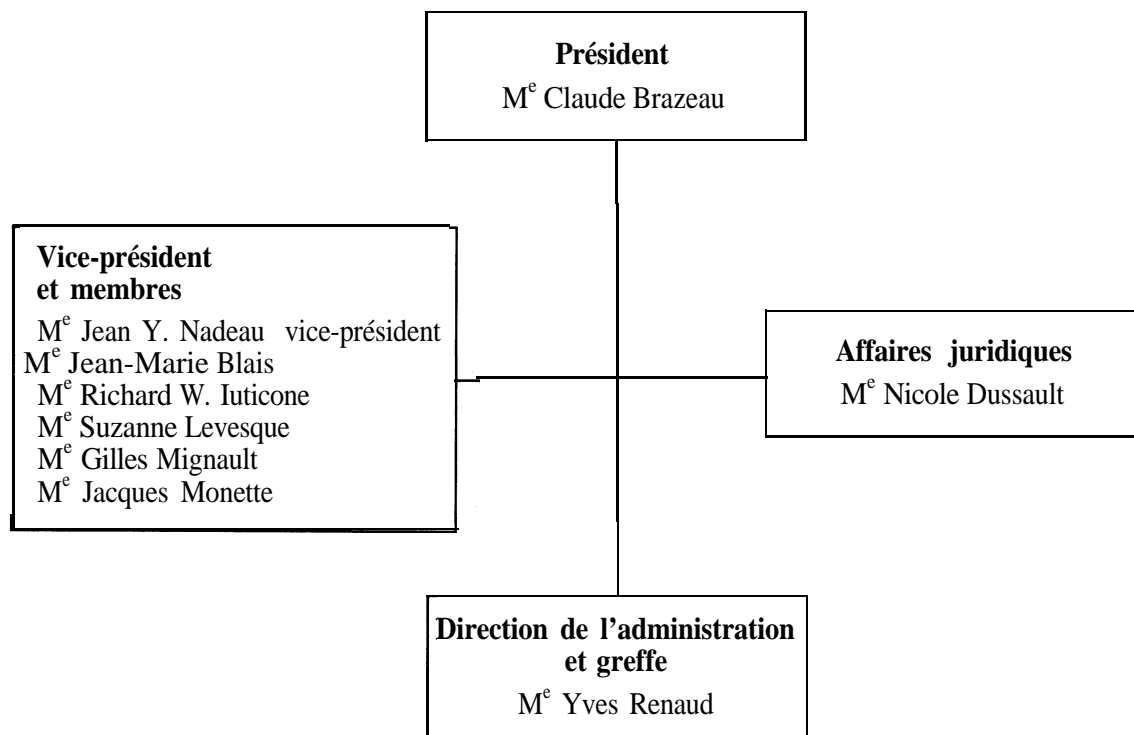 Président
Mᵉ Claude Brazeau
Vice-président
et membres
Mᵉ Jean Y. Nadeau vice-président
Mᵉ Jean-Marie Blais
Mᵉ Richard W. Iuticone
Mᵉ Suzanne Levesque
Mᵉ Gilles Mignault
Mᵉ Jacques Monette
Affaires juridiques
Mᵉ Nicole Dussault
Direction de l'administration
et greffe
Mᵉ Yves Renaud